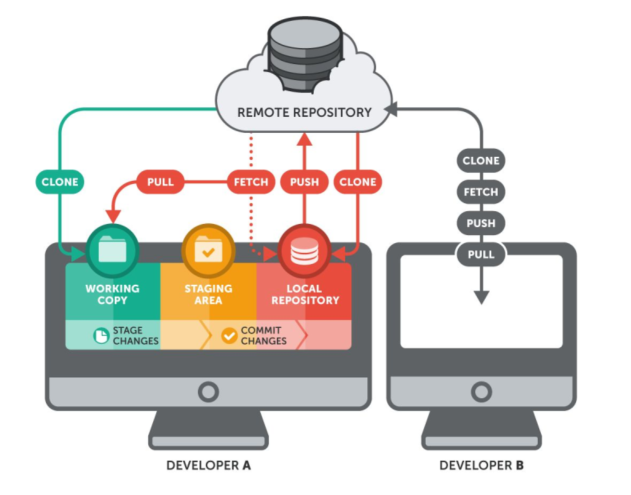 REMOTE REPOSITORY
CLONE
PULL
FETCH
PUSH
CLONE
CLONE
FETCH
PUSH
PULL
WORKING
COPY
STAGING
AREA
LOCAL
REPOSITORY
STAGE
CHANGES
COMMIT
CHANGES
DEVELOPER A
DEVELOPER B